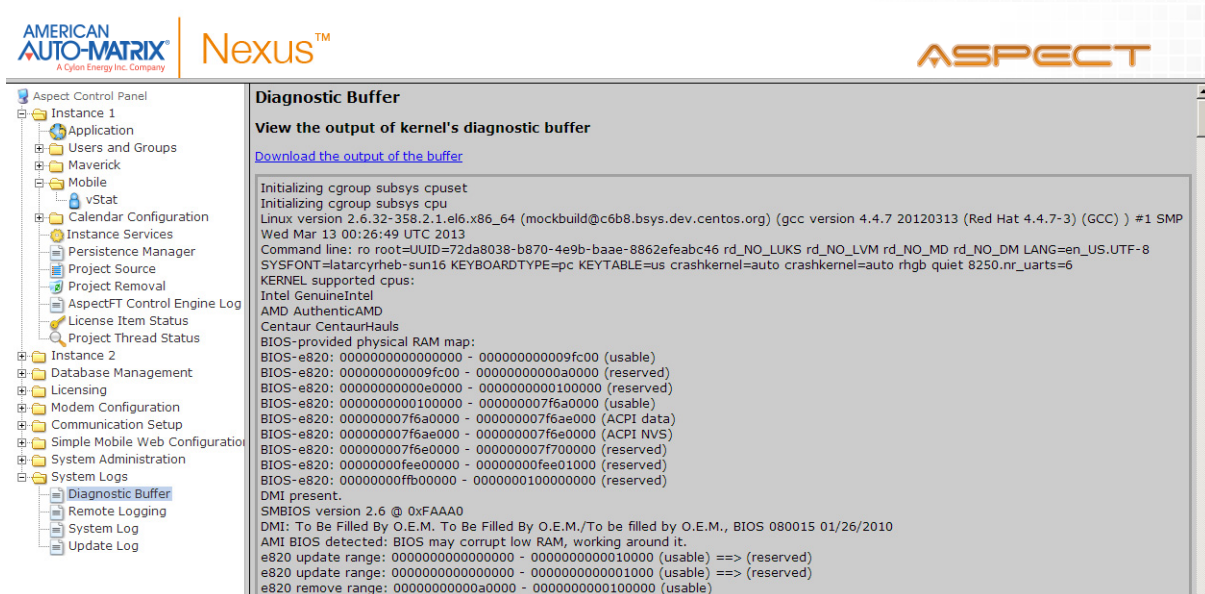 AMERICAN
AUTO-MATRIX®
A Cylon Energy Inc. Company
Nexus™
ASPECT
Aspect Control Panel
Instance 1
Application
Users and Groups
Maverick
Mobile
vStat
Calendar Configuration
Instance Services
Persistence Manager
Project Source
Project Removal
AspectFT Control Engine Log
License Item Status
Project Thread Status
Instance 2
Database Management
Licensing
Modem Configuration
Communication Setup
Simple Mobile Web Configuratio
System Administration
System Logs
Diagnostic Buffer
Remote Logging
System Log
Update Log
Diagnostic Buffer
View the output of kernel's diagnostic buffer
Download the output of the buffer
Initializing cgroup subsys cpuset
Initializing cgroup subsys cpu
Linux version 2.6.32-358.2.1.el6.x86_64 (mockbuild@c6b8.bsys.dev.centos.org) (gcc version 4.4.7 20120313 (Red Hat 4.4.7-3) (GCC) ) #1 SMP
Wed Mar 13 00:26:49 UTC 2013
Command line: ro root=UUID=72da8038-b870-4e9b-baae-8862efeabc46 rd_NO_LUKS rd_NO_LVM rd_NO_MD rd_NO_DM LANG=en_US.UTF-8
SYSFONT=latarcyrheb-sun16 KEYBOARDTYPE=pc KEYTABLE=us crashkernel=auto crashkernel=auto rhgb quiet 8250.nr_uarts=6
KERNEL supported cpus:
Intel GenuineIntel
AMD AuthenticAMD
Centaur CentaurHauls
BIOS-provided physical RAM map:
BIOS-e820: 0000000000000000 - 000000000009fc00 (usable)
BIOS-e820: 000000000009fc00 - 00000000000a0000 (reserved)
BIOS-e820: 00000000000e0000 - 0000000000100000 (reserved)
BIOS-e820: 0000000000100000 - 000000007f6a0000 (usable)
BIOS-e820: 000000007f6a0000 - 000000007f6ae000 (ACPI data)
BIOS-e820: 000000007f6ae000 - 000000007f6e0000 (ACPI NVS)
BIOS-e820: 000000007f6e0000 - 000000007f700000 (reserved)
BIOS-e820: 00000000fee00000 - 00000000fee01000 (reserved)
BIOS-e820: 00000000ffb00000 - 0000000100000000 (reserved)
DMI present.
SMBIOS version 2.6 @ 0xFAAA0
DMI: To Be Filled By O.E.M. To Be Filled By O.E.M./To be filled by O.E.M., BIOS 080015 01/26/2010
AMI BIOS detected: BIOS may corrupt low RAM, working around it.
e820 update range: 0000000000000000 - 0000000000010000 (usable) ==> (reserved)
e820 update range: 0000000000000000 - 0000000000001000 (usable) ==> (reserved)
e820 remove range: 00000000000a0000 - 0000000000100000 (usable)